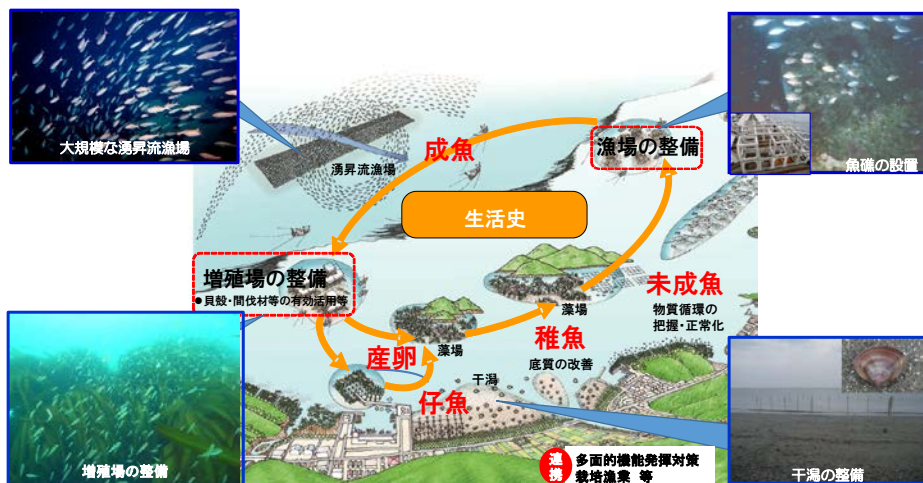 大規模な湧昇流漁場
湧昇流漁場
成魚
漁場の整備
魚礁の設置
生活史
増殖場の整備
●貝殻・間伐材等の有効活用等
未成魚
物質循環の
把握・正常化
藻場
稚魚
底質の改善
藻場
産卵
干潟
仔魚
増殖場の整備
連携
多面的機能発揮対策
栽培漁業 等
干潟の整備